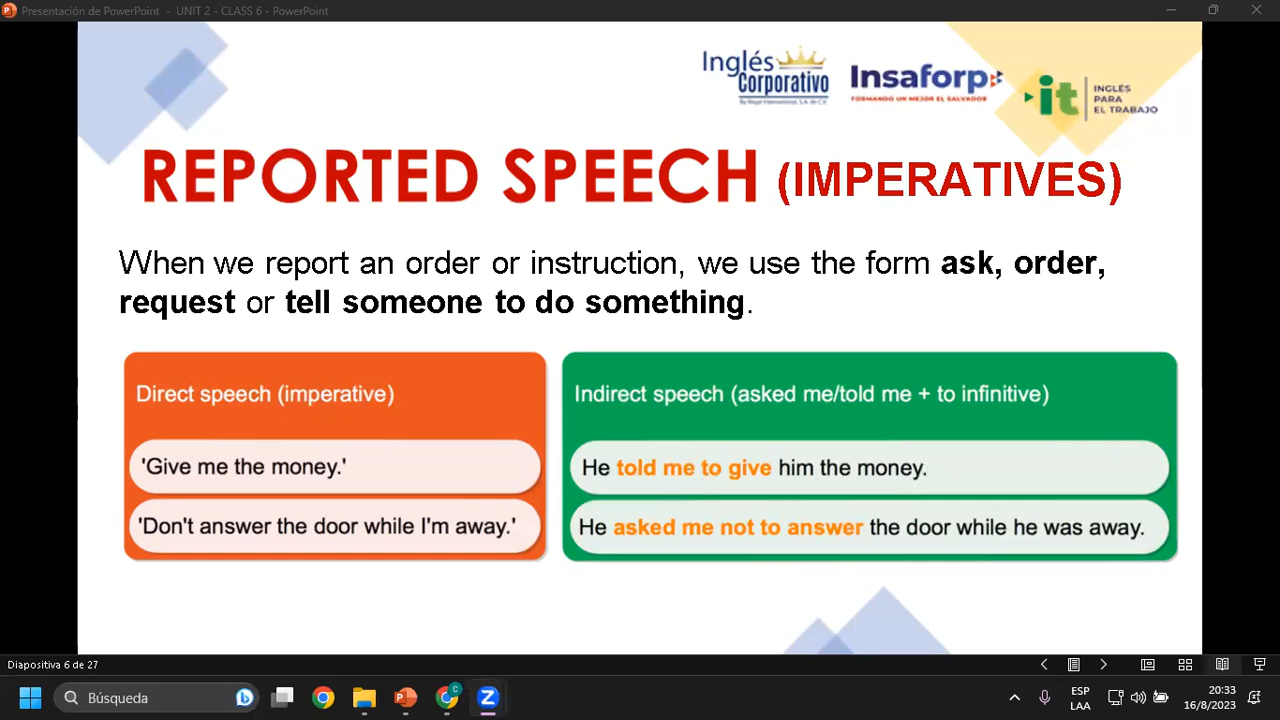 Presentación de PowerPoint - UNIT 2 - CLASS 6 - PowerPoint
Inglés
Corporativo
Insaforp
FORMANDO UN MEJOR EL SALVADOR
it
INGLÉS
PARA
EL TRABAJO
REPORTED SPEECH (IMPERATIVES)
When we report an order or instruction, we use the form ask, order,
request or tell someone to do something.
Direct speech (imperative)
'Give me the money.'
'Don't answer the door while I'm away.'
Indirect speech (asked me/told me + to infinitive)
He told me to give him the money.
He asked me not to answer the door while he was away.
Diapositiva 6 de 27
Búsqueda
ESP
LAA
20:33
16/8/2023